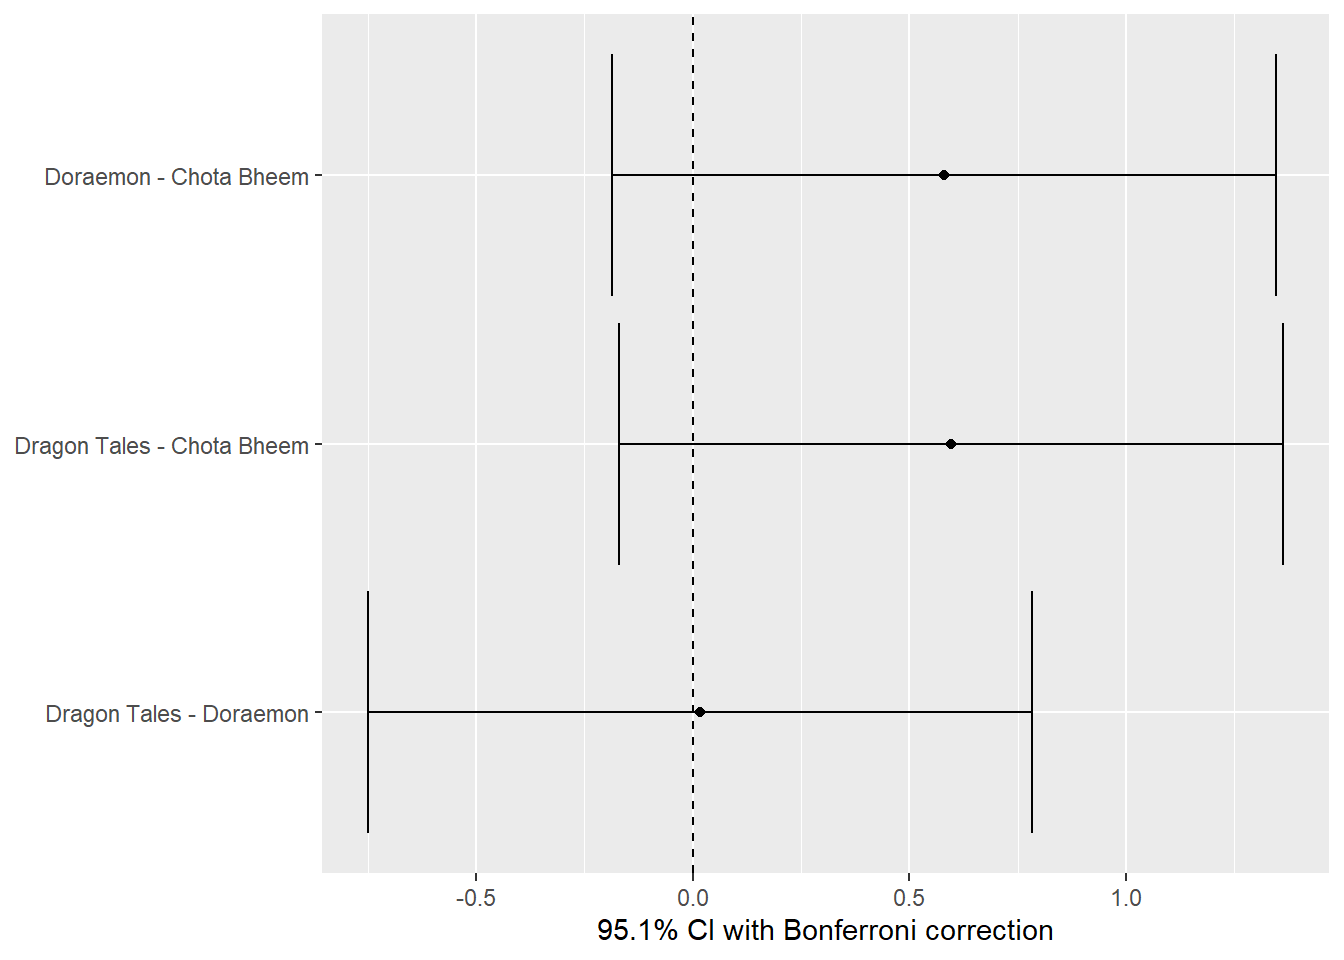 Doraemon - Chota Bheem
Dragon Tales - Chota Bheem
Dragon Tales - Doraemon
-0.5 0.0 0.5 1.0
95.1% CI with Bonferroni correction